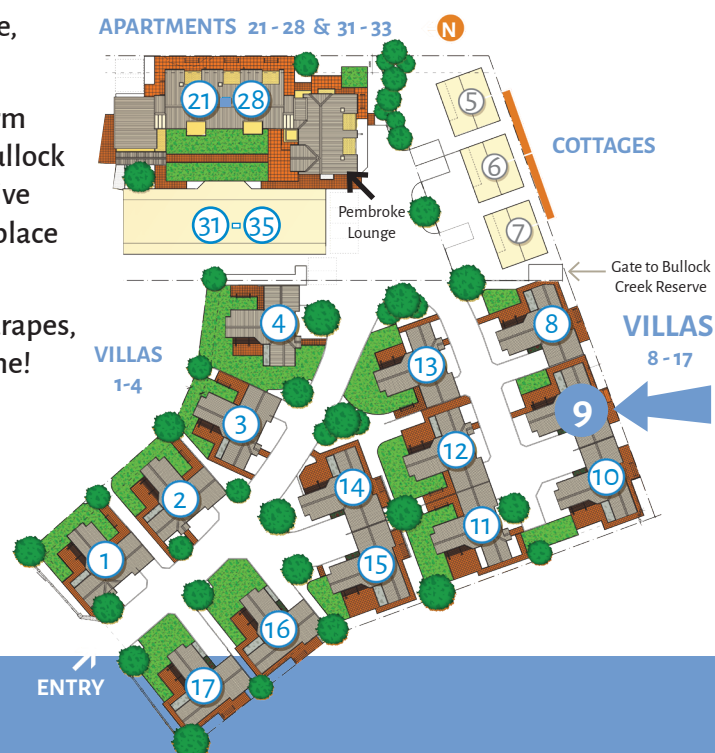 e,
rm
ullock
ve
place
rapes,
ne!
APARTMENTS 21 - 28 & 31 - 33
N
21
28
31 - 35
Pembroke
Lounge
5
6
7
COTTAGES
Gate to Bullock
Creek Reserve
VILLAS
8 - 17
VILLAS
1-4
4
3
2
1
13
12
11
8
9
10
14
15
16
17
ENTRY